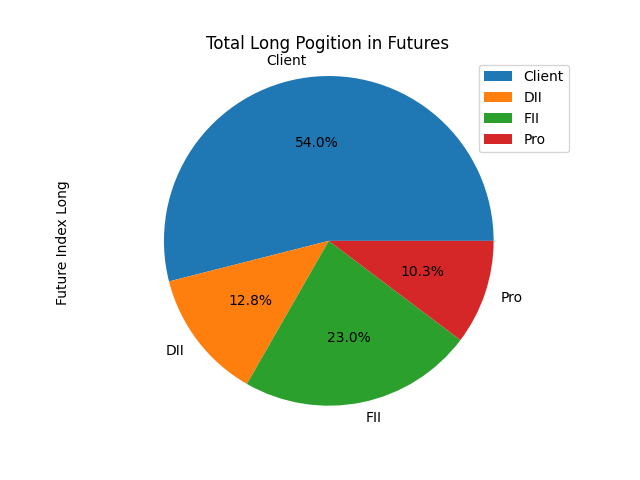 Total Long Pogition in Futures
Client
Client
DII
FII
Pro
54.0%
Future Index Long
10.3%
12.8%
Pro
23.0%
DII
FII